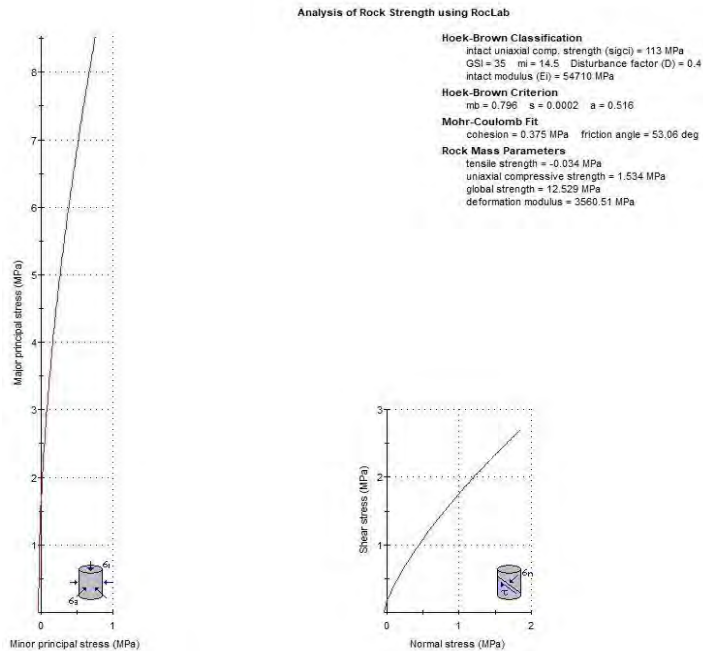 Analysis of Rock Strength using RocLab
Hoek-Brown Classification
intact uniaxial comp. strength (sigci) = 113 MPa
GSI = 35 mi = 14.5 Disturbance factor (D) = 0.4
intact modulus (Ei) = 54710 MPa
Hoek-Brown Criterion
mb = 0.796 s = 0.0002 a = 0.516
Mohr-Coulomb Fit
cohesion = 0.375 MPa friction angle = 53.06 deg
Rock Mass Parameters
tensile strength = -0.034 MPa
uniaxial compressive strength = 1.534 MPa
global strength = 12.529 MPa
deformation modulus = 3560.51 MPa
Major principal stress (MPa)
8
7
6
5
4
3
2
1
0 1
Minor principal stress (MPa)
σ1
σ3
Shear stress (MPa)
3
2
1
0 1 2
Normal stress (MPa)
σn
τ